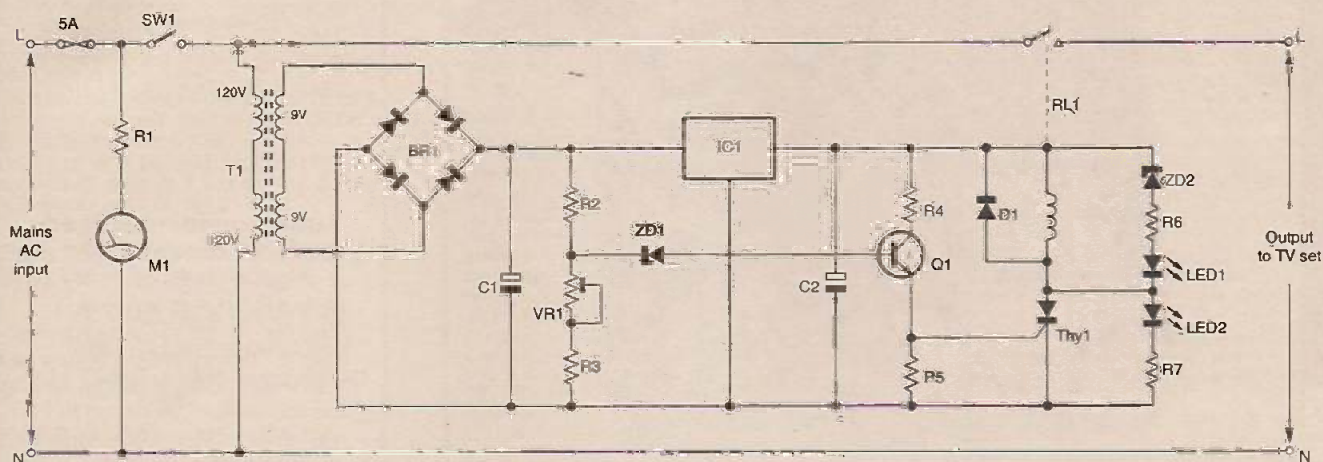 5A
SW1
L
L
120V
9V
R1
T1
BR1
IC1
RL1
R2
ZD1
R4
D1
ZD2
R6
Mains
AC
input
M1
120V
9V
C1
VR1
C2
Q1
LED1
Output
to TV set
Thy1
LED2
R3
R5
R7
N
N